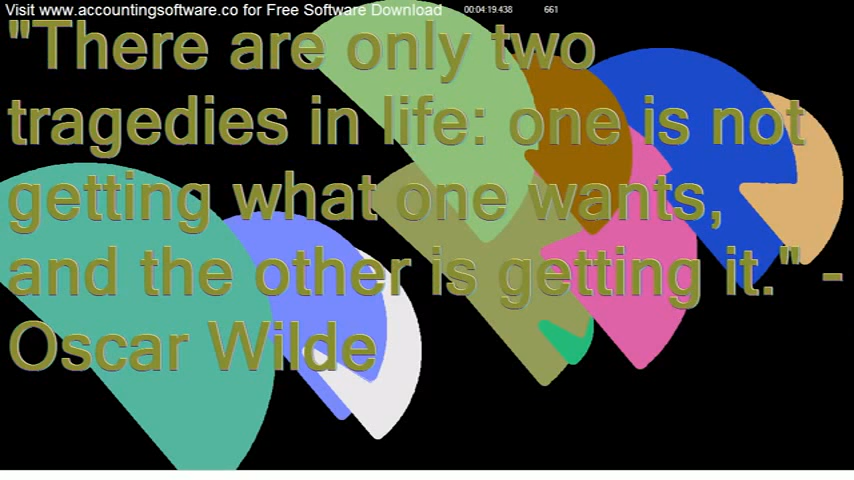 Visit www.accountingsoftware.co for Free Software Download 00:04:19.438 661
"There are only two
tragedies in life: one is not
getting what one wants,
and the other is getting it." -
Oscar Wilde